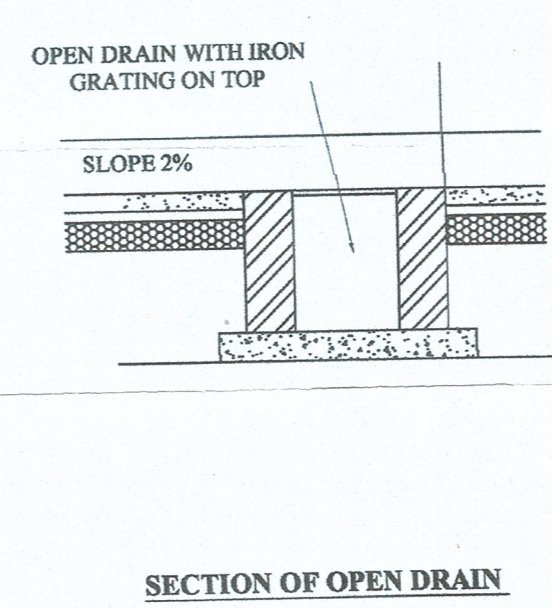 OPEN DRAIN WITH IRON
GRATING ON TOP
SLOPE 2%
SECTION OF OPEN DRAIN